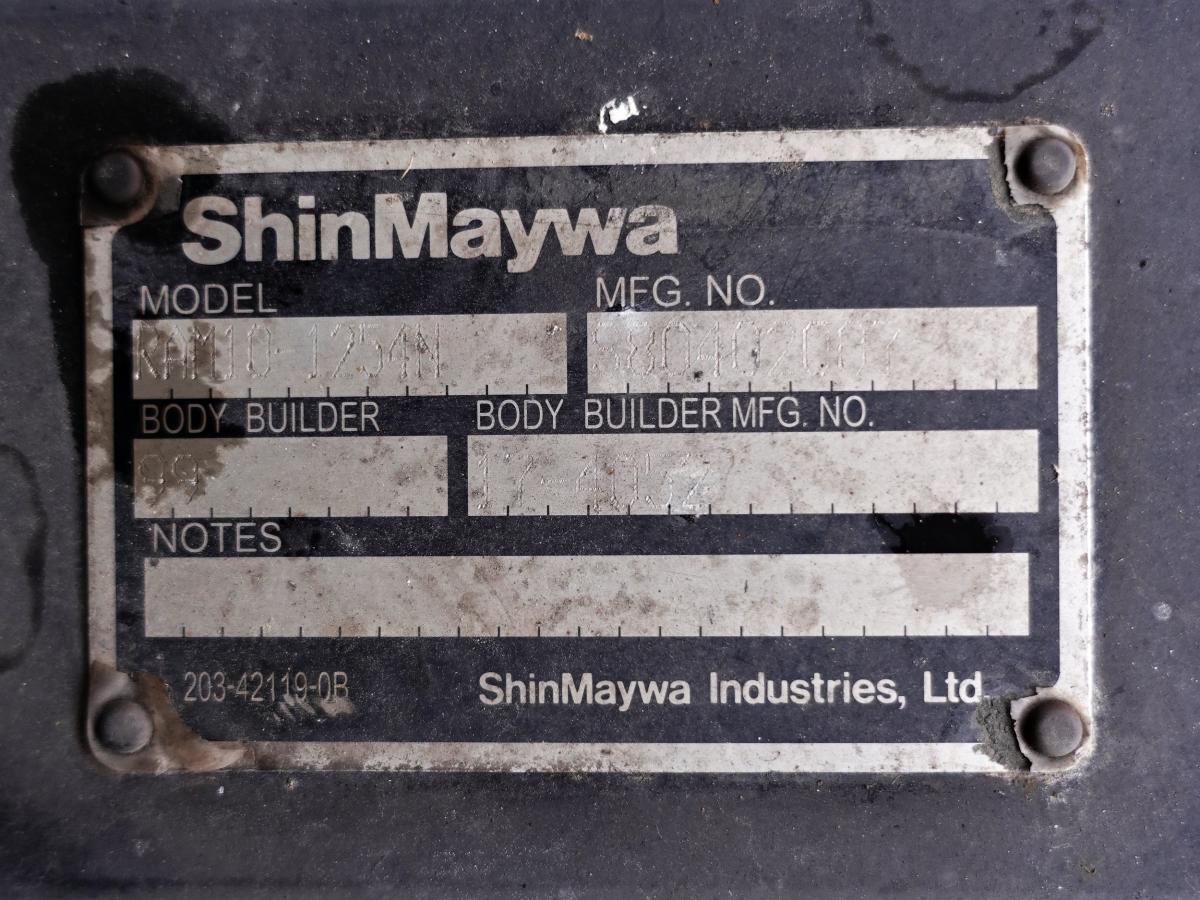 ShinMaywa
MODEL MFG. NO.
RAM10-1254N
BODY BUILDER BODY BUILDER MFG. NO.
99
NOTES
203-42119-0B ShinMaywa Industries, Ltd.